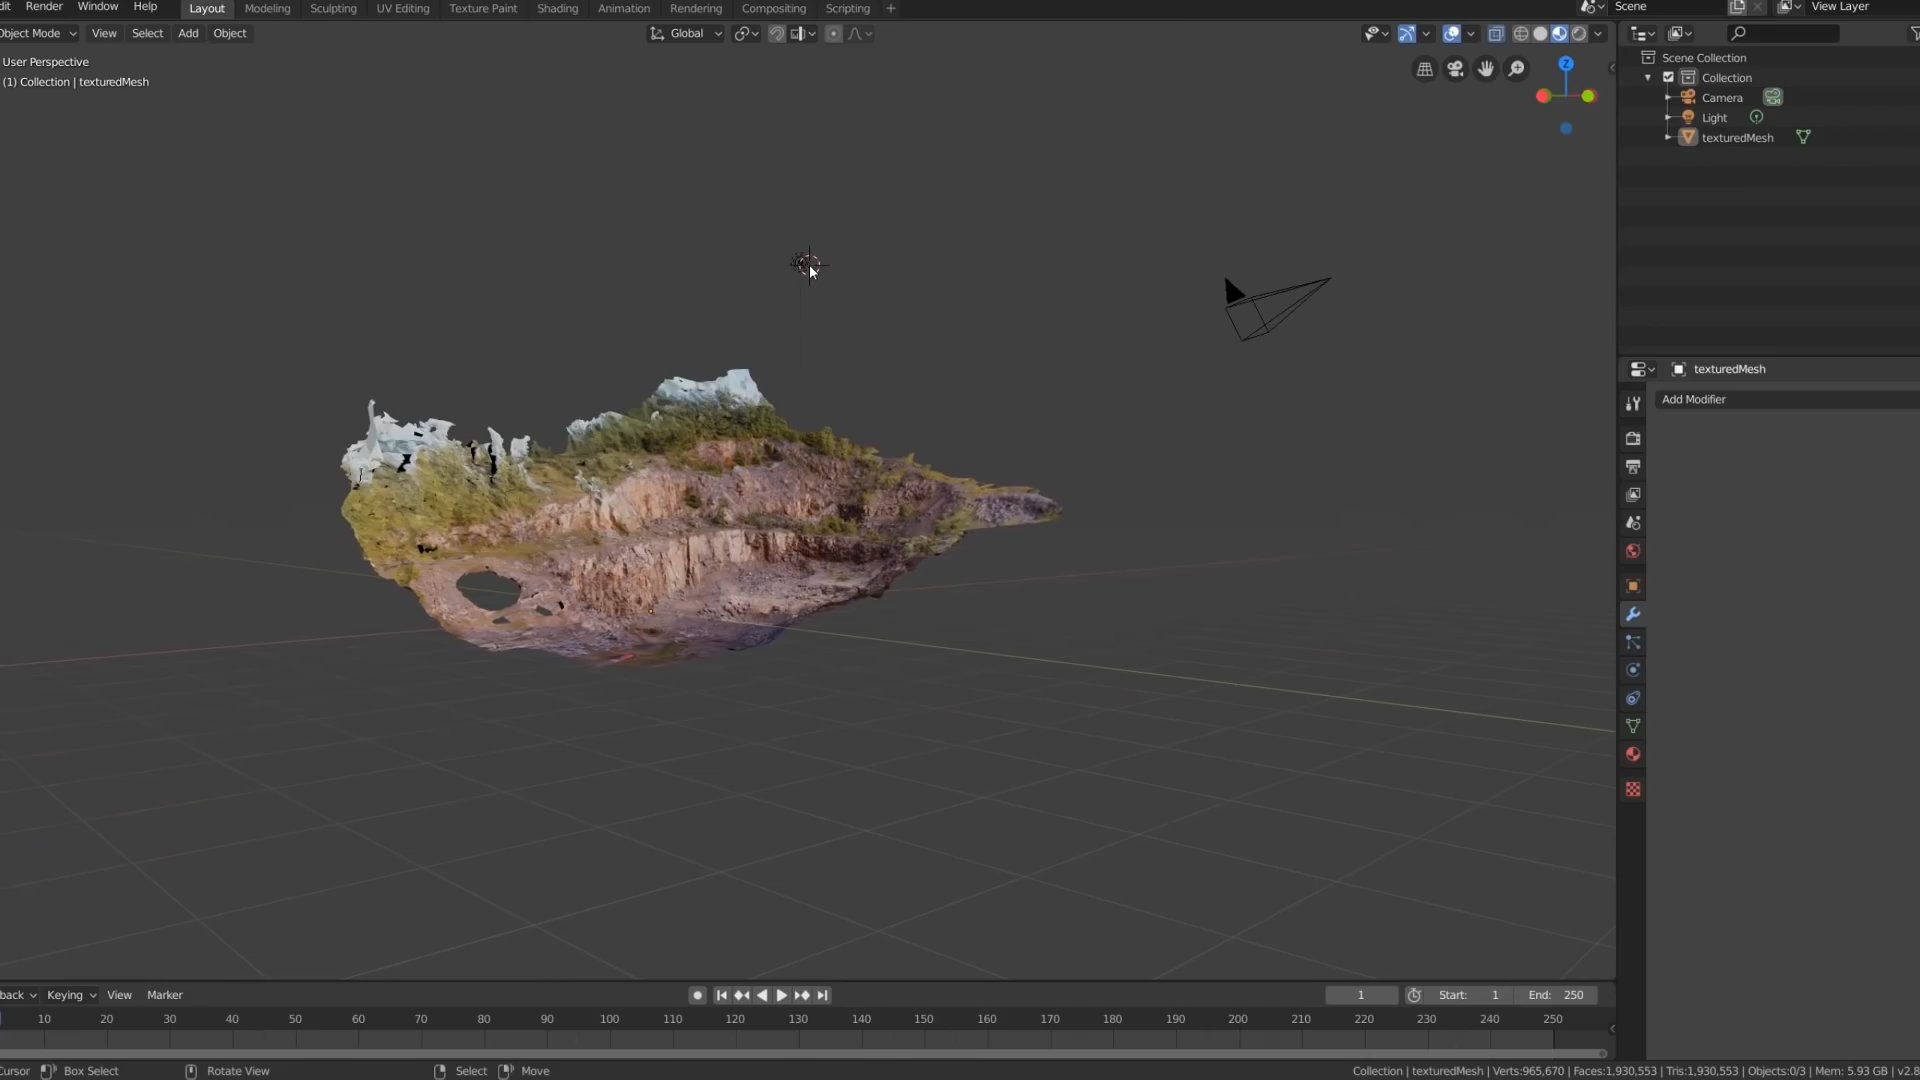 dit Render Window Help Layout Modeling Sculpting UV Editing Texture Paint Shading Animation Rendering Compositing Scripting + Scene View Layer
Object Mode View Select Add Object Global
User Perspective
(1) Collection | texturedMesh
Z
Scene Collection
Collection
Camera
Light
texturedMesh
texturedMesh
Add Modifier
back Keying View Marker 1 Start: 1 End: 250
10 20 30 40 50 60 70 80 90 100 110 120 130 140 150 160 170 180 190 200 210 220 230 240 250
Cursor Box Select Rotate View Select Move Collection | texturedMesh | Verts:965,670 | Faces:1,930,553 | Tris:1,930,553 | Objects:0/3 | Mem: 5.93 GB | v2.8